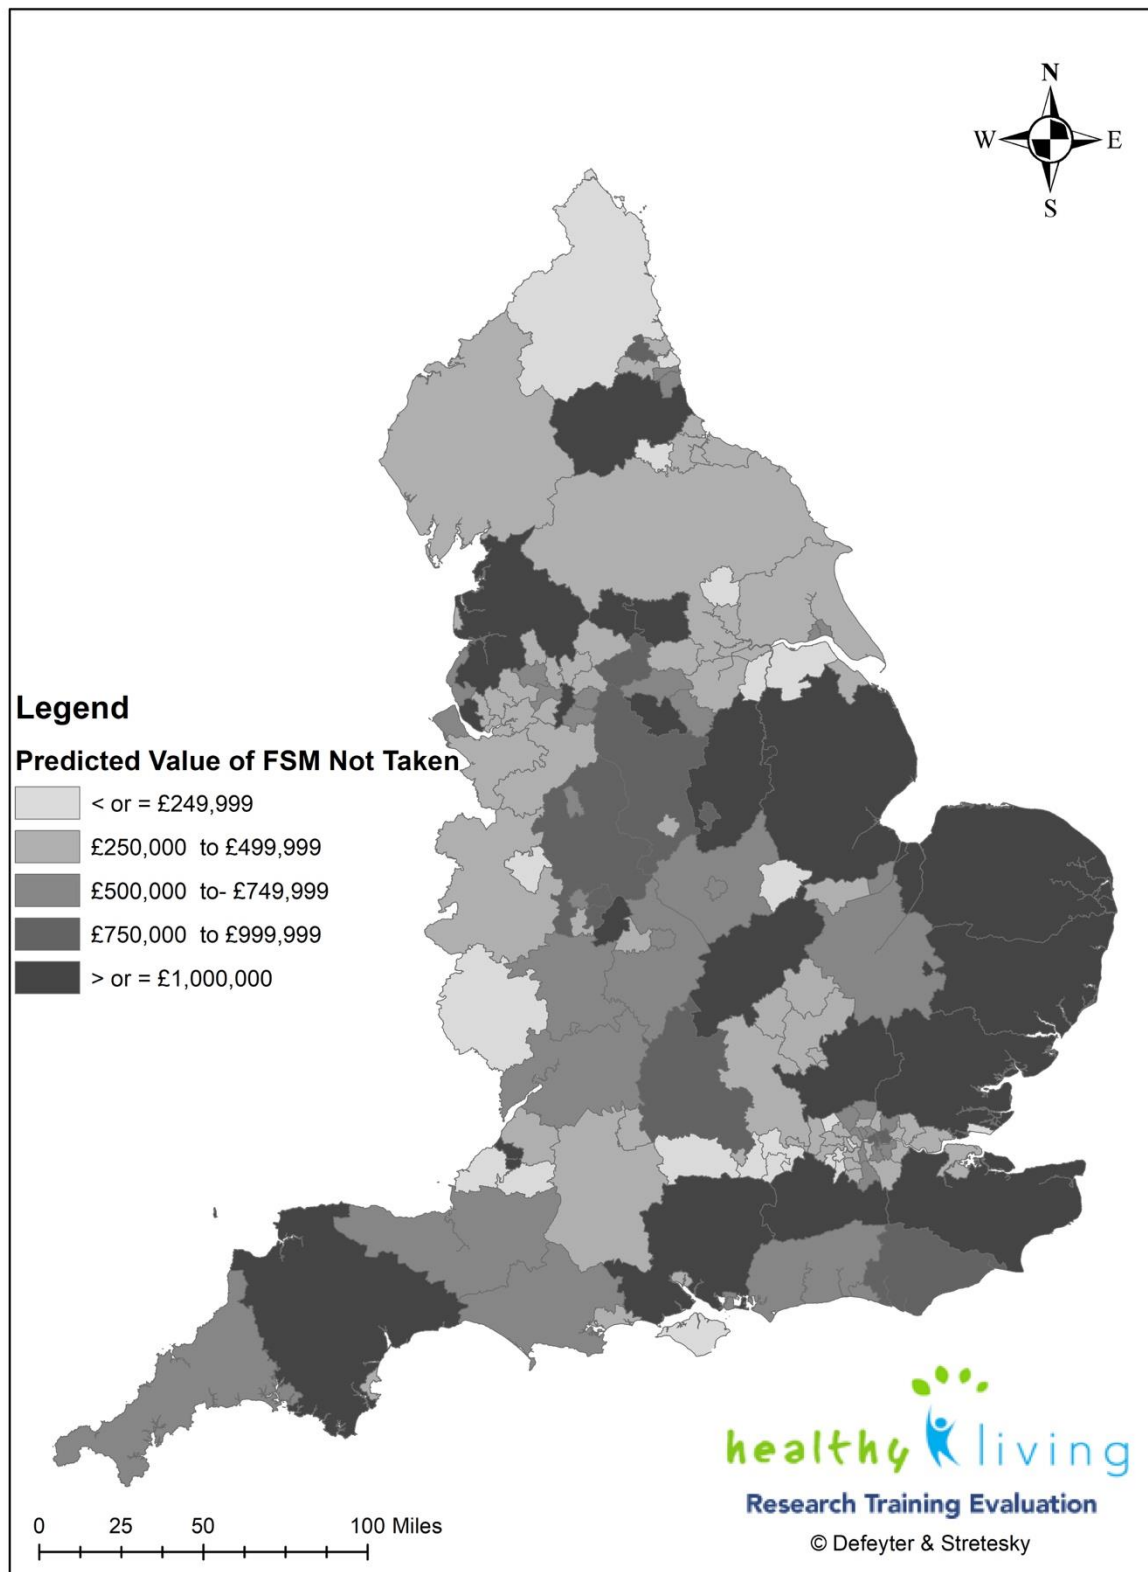 N
W E
S
Legend
Predicted Value of FSM Not Taken
< or = £249,999
£250,000 to £499,999
£500,000 to- £749,999
£750,000 to £999,999
> or = £1,000,000
healthy living
Research Training Evaluation
© Defeyter & Stretesky
0 25 50 100 Miles